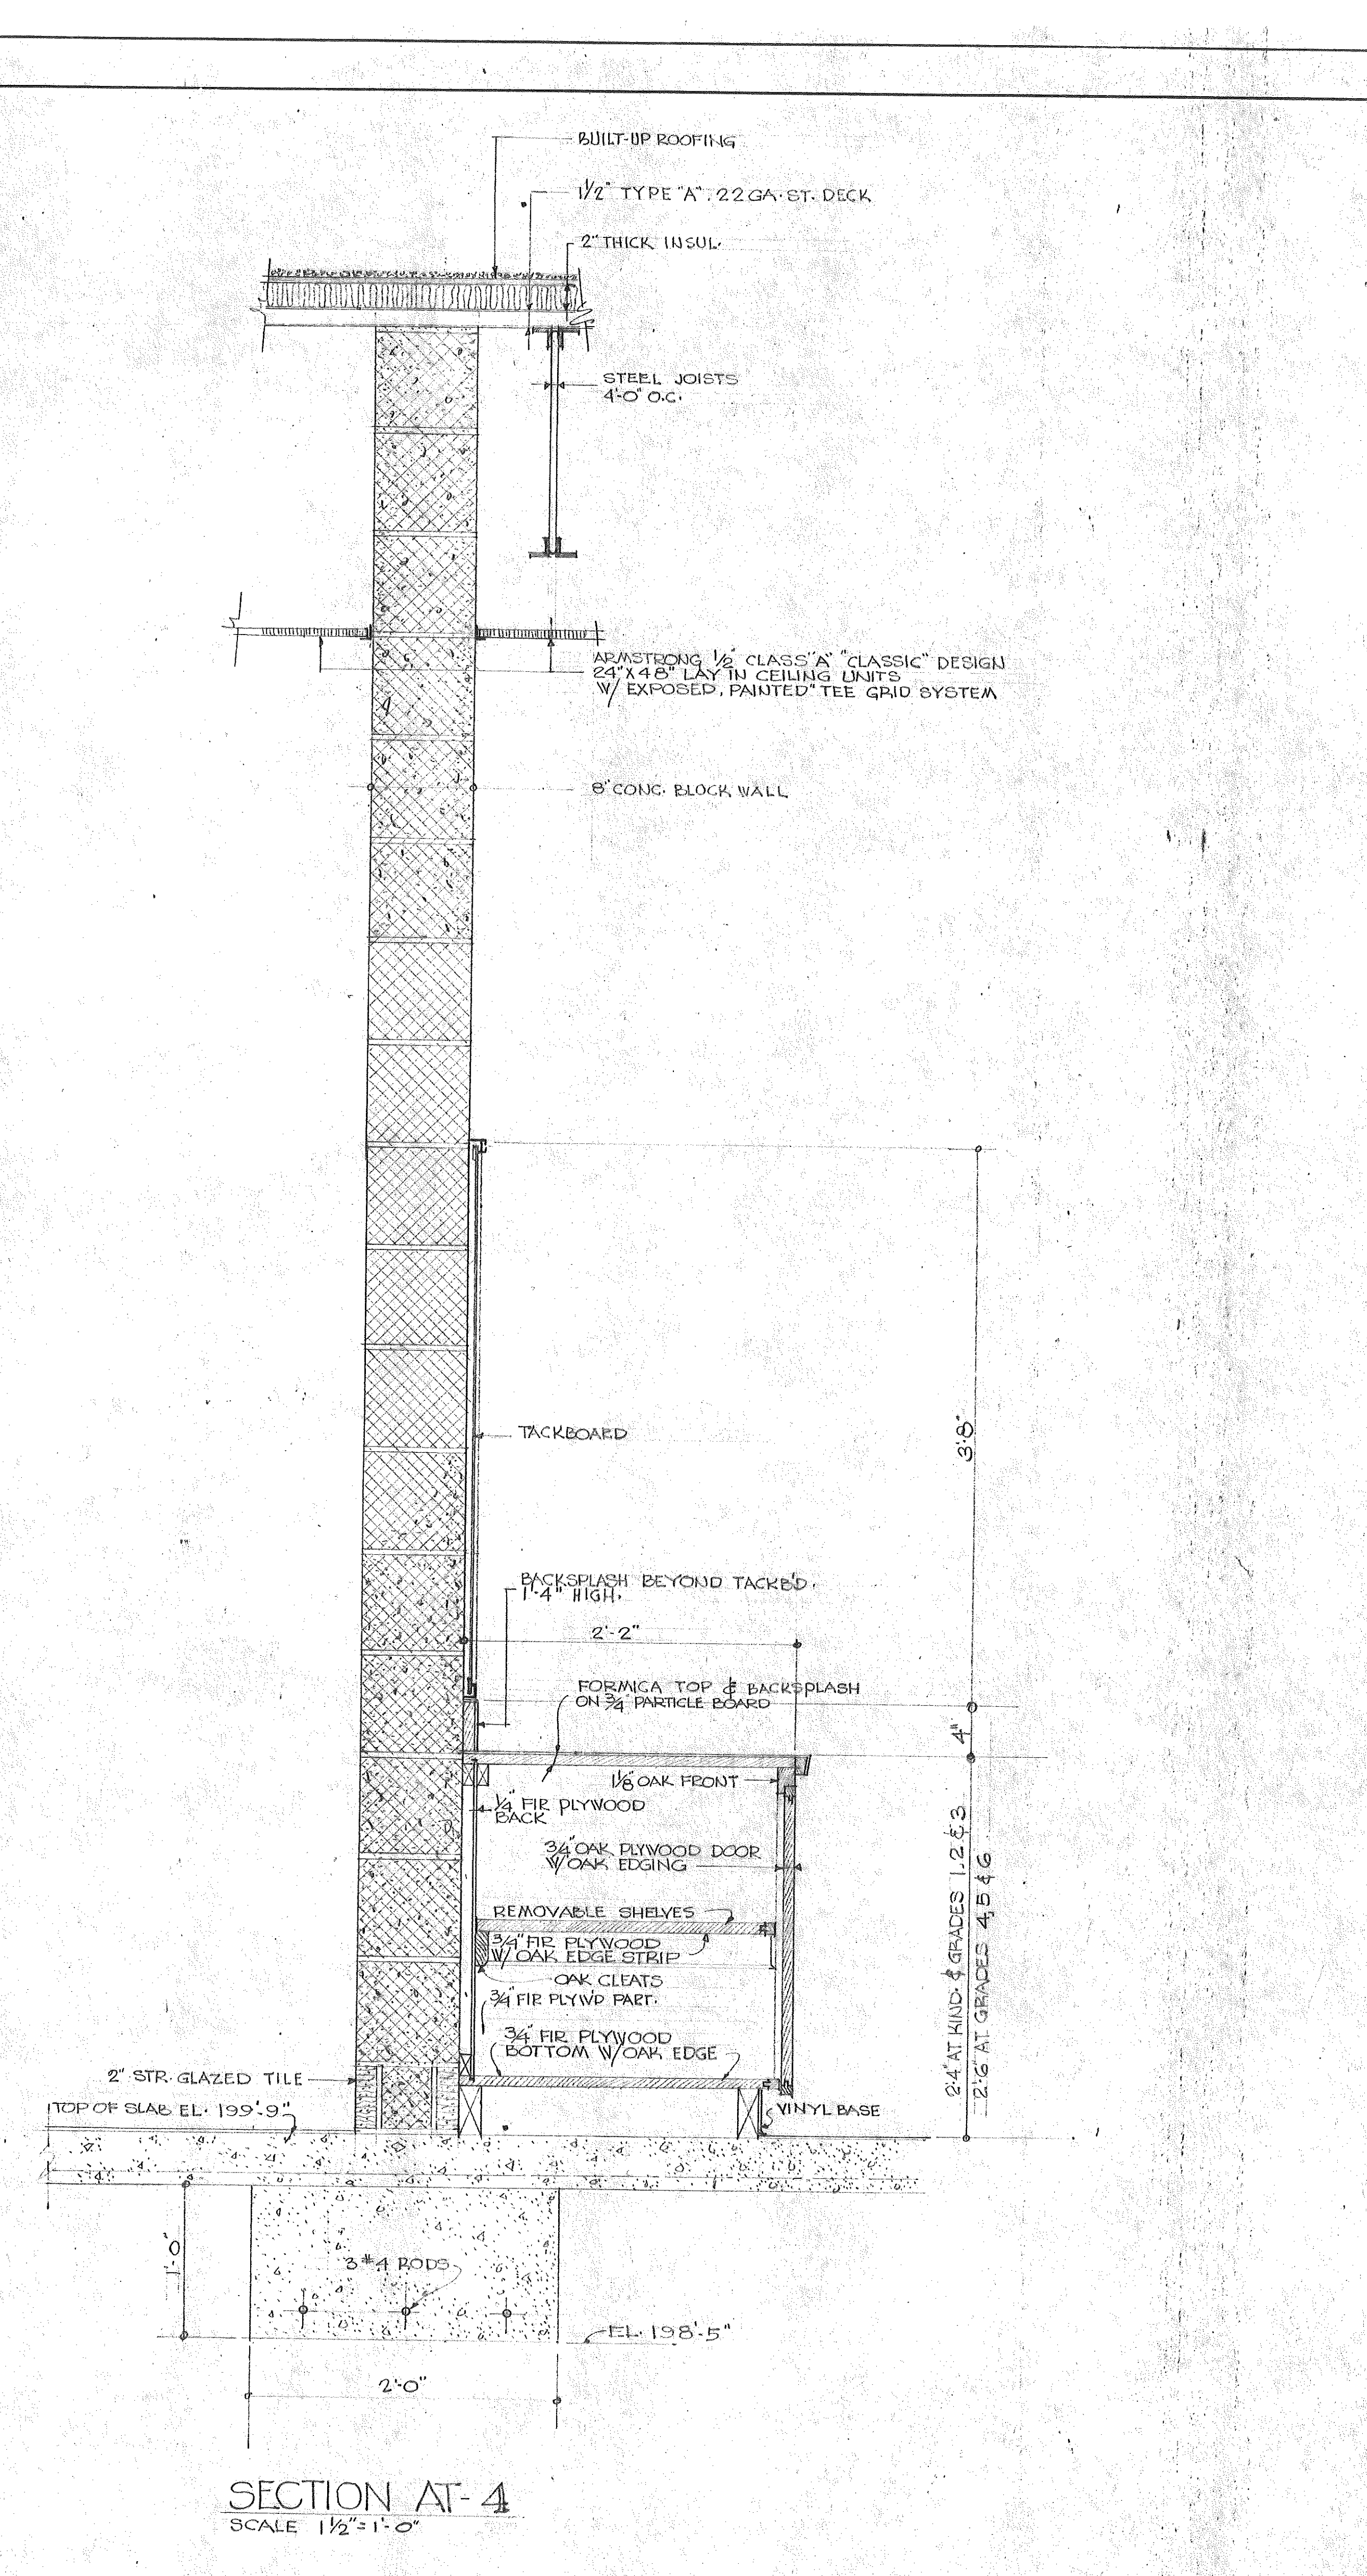 BUILT-UP ROOFING
1½" TYPE "A". 22 GA. ST. DECK
2" THICK INSUL.
STEEL JOISTS
4'-0" O.C.
ARMSTRONG ½" CLASS "A" "CLASSIC" DESIGN
24" X 48" LAY IN CEILING UNITS
W/ EXPOSED, PAINTED" TEE GRID SYSTEM
8" CONC. BLOCK WALL
3'-8"
TACKBOARD
BACKSPLASH BEYOND TACKB'D.
1'-4" HIGH.
2'-2"
FORMICA TOP & BACKSPLASH
ON ¾" PARTICLE BOARD
4"
1⅛" OAK FRONT
¼" FIR PLYWOOD
BACK
¾" OAK PLYWOOD DOOR
W/ OAK EDGING
2'-4" AT KIND. & GRADES 1, 2 & 3
2'-6" AT GRADES 4, 5 & 6
REMOVABLE SHELVES
¾" FIR PLYWOOD
W/ OAK EDGE STRIP
OAK CLEATS
¾" FIR PLYW'D PART.
¾" FIR PLYWOOD
BOTTOM W/ OAK EDGE
2" STR. GLAZED TILE
TOP OF SLAB EL. 199'-9"
VINYL BASE
1'-0"
3 #4 RODS
EL. 198'-5"
2'-0"
SECTION AT-4
SCALE 1½" = 1'-0"